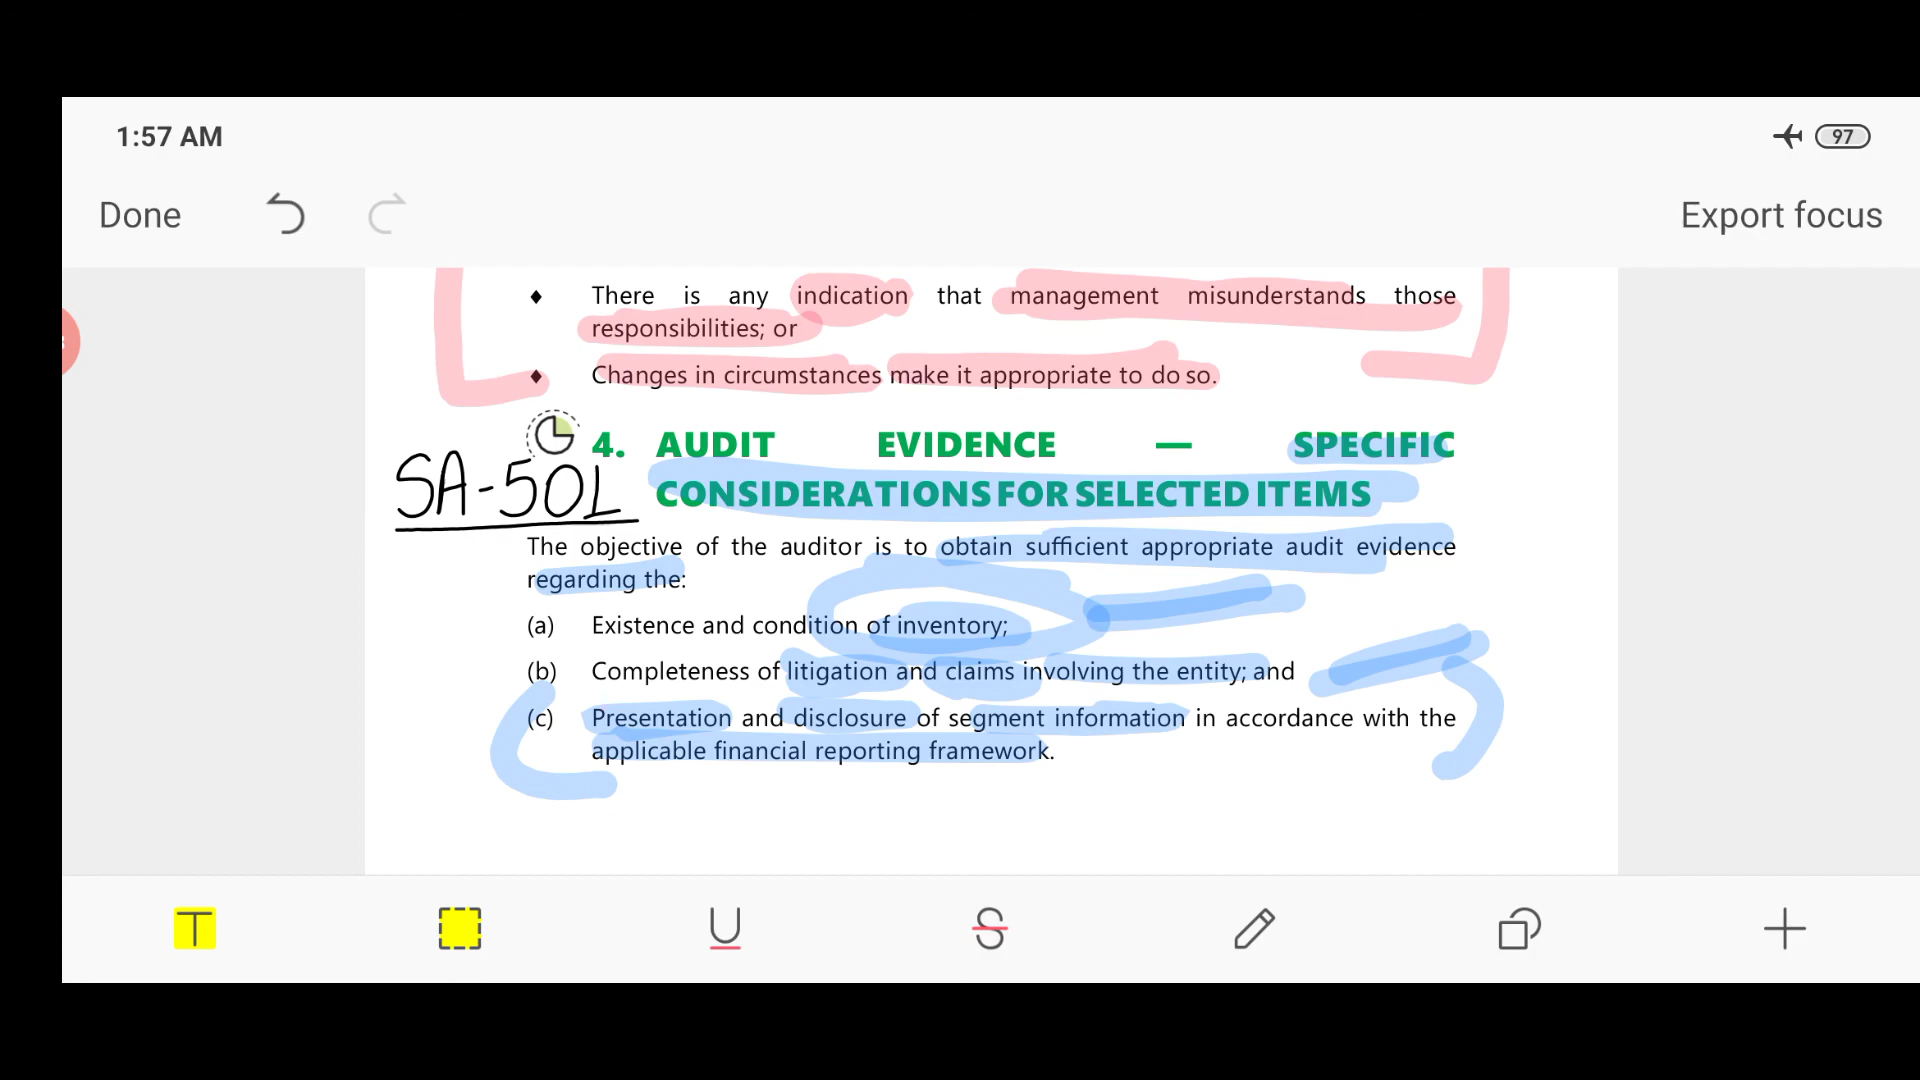 1:57 AM
97
Done
Export focus
♦ There is any indication that management misunderstands those
responsibilities; or
♦ Changes in circumstances make it appropriate to do so.
4. AUDIT EVIDENCE — SPECIFIC
SA-501
CONSIDERATIONS FOR SELECTED ITEMS
The objective of the auditor is to obtain sufficient appropriate audit evidence
regarding the:
(a) Existence and condition of inventory;
(b) Completeness of litigation and claims involving the entity; and
(c) Presentation and disclosure of segment information in accordance with the
applicable financial reporting framework.
T
U
S